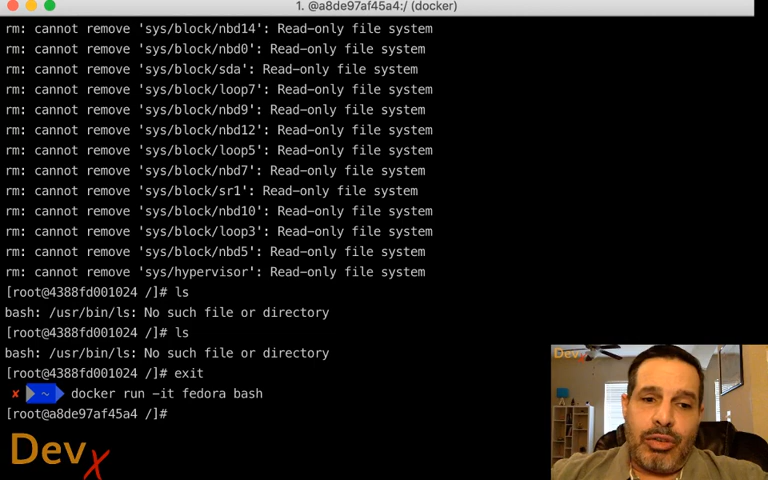 1. @a8de97af45a4:/ (docker)
rm: cannot remove 'sys/block/nbd14': Read-only file system
rm: cannot remove 'sys/block/nbd0': Read-only file system
rm: cannot remove 'sys/block/sda': Read-only file system
rm: cannot remove 'sys/block/loop7': Read-only file system
rm: cannot remove 'sys/block/nbd9': Read-only file system
rm: cannot remove 'sys/block/nbd12': Read-only file system
rm: cannot remove 'sys/block/loop5': Read-only file system
rm: cannot remove 'sys/block/nbd7': Read-only file system
rm: cannot remove 'sys/block/sr1': Read-only file system
rm: cannot remove 'sys/block/nbd10': Read-only file system
rm: cannot remove 'sys/block/loop3': Read-only file system
rm: cannot remove 'sys/block/nbd5': Read-only file system
rm: cannot remove 'sys/hypervisor': Read-only file system
[root@4388fd001024 /]# ls
bash: /usr/bin/ls: No such file or directory
[root@4388fd001024 /]# ls
bash: /usr/bin/ls: No such file or directory
[root@4388fd001024 /]# exit
✘ ~ docker run -it fedora bash
[root@a8de97af45a4 /]#
DevX
Dev